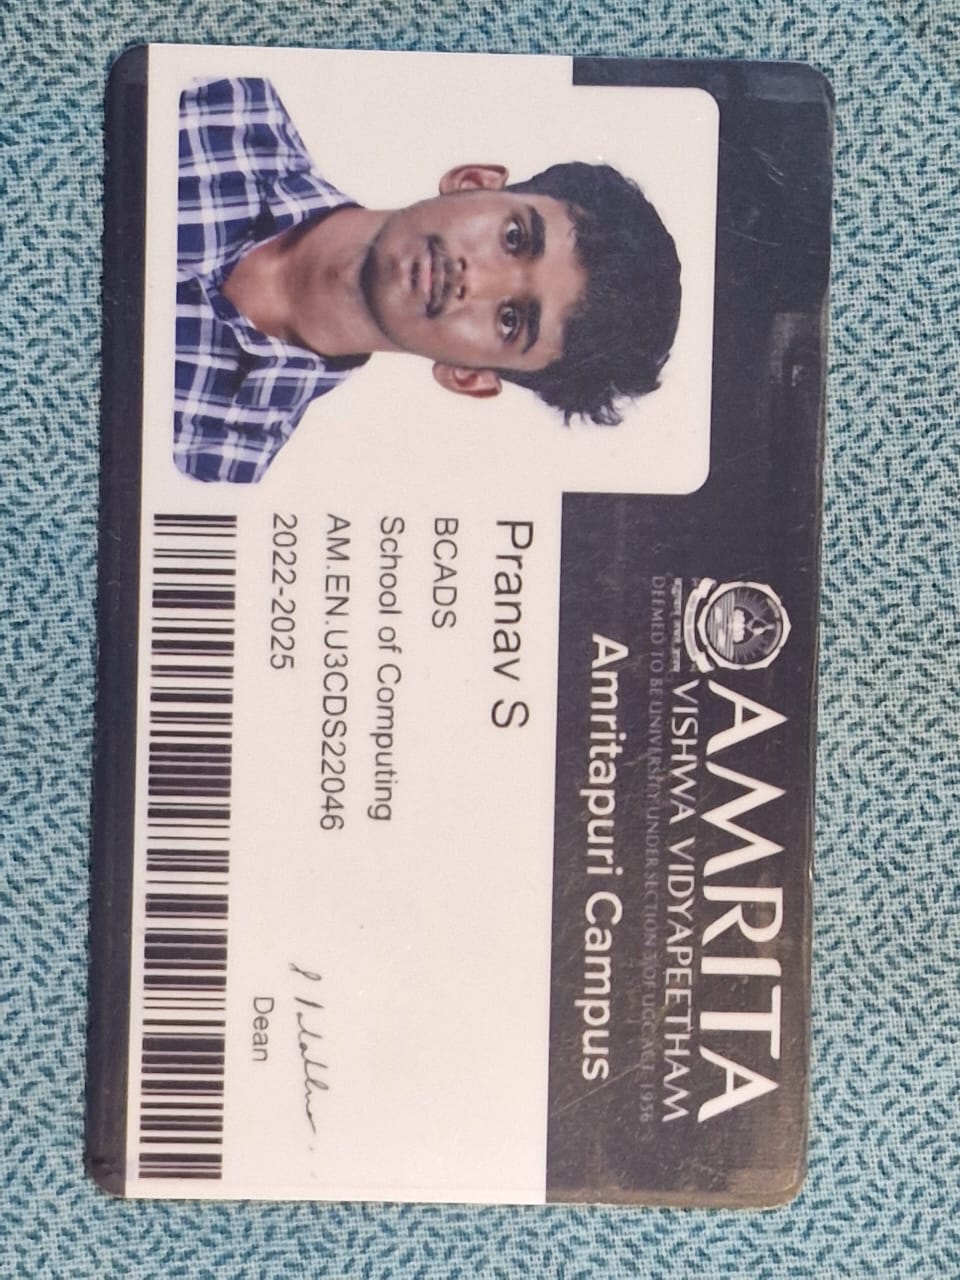 AMRITA
VISHWA VIDYAPEETHAM
DEEMED TO BE UNIVERSITY UNDER SECTION 3 OF UGC ACT, 1956
Amritapuri Campus
Pranav S
BCADS
School of Computing
AM.EN.U3CDS22046
2022-2025
Dean